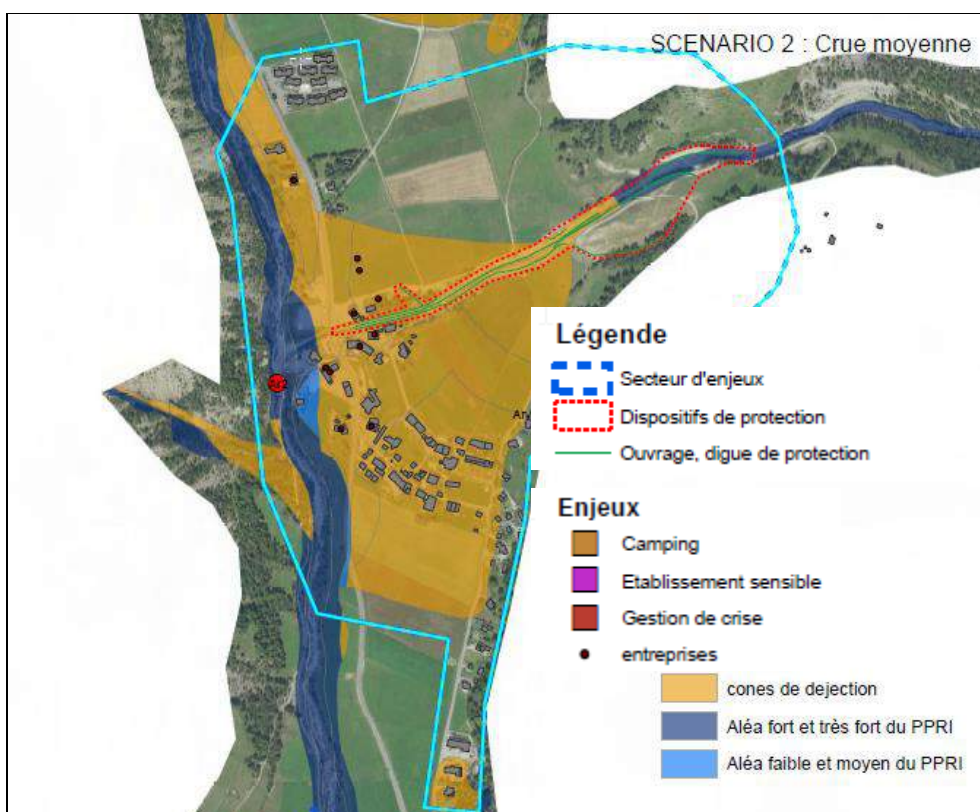 SCENARIO 2 : Crue moyenne
Légende
Secteur d'enjeux
Dispositifs de protection
Ouvrage, digue de protection
Enjeux
Camping
Etablissement sensible
Gestion de crise
entreprises
cones de dejection
Aléa fort et très fort du PPRI
Aléa faible et moyen du PPRI